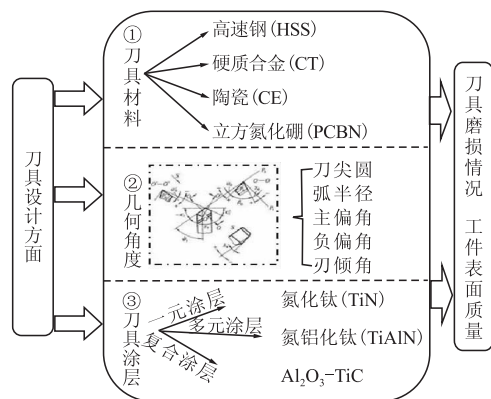 刀具设计方面
①刀具材料
高速钢(HSS)
硬质合金(CT)
陶瓷(CE)
立方氮化硼(PCBN)
②几何角度
刀尖圆
弧半径
主偏角
负偏角
刃倾角
③刀具涂层
一元涂层
多元涂层
复合涂层
氮化钛(TiN)
氮铝化钛(TiAlN)
Al₂O₃-TiC
刀具磨损情况 工件表面质量